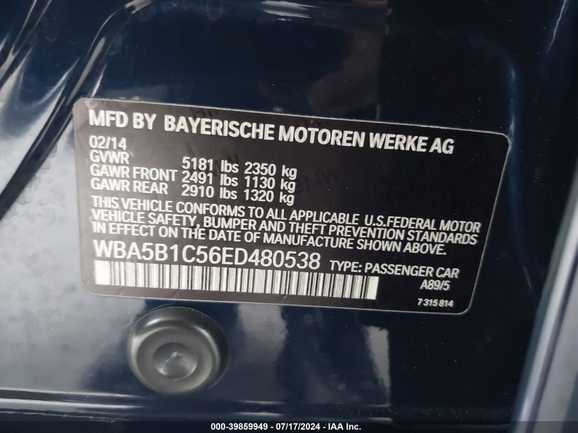 MFD BY BAYERISCHE MOTOREN WERKE AG
02/14
GVWR 5181 lbs 2350 kg
GAWR FRONT 2491 lbs 1130 kg
GAWR REAR 2910 lbs 1320 kg
THIS VEHICLE CONFORMS TO ALL APPLICABLE U.S.FEDERAL MOTOR
VEHICLE SAFETY, BUMPER, AND THEFT PREVENTION STANDARDS
IN EFFECT ON THE DATE OF MANUFACTURE SHOWN ABOVE.
WBA5B1C56ED480538 TYPE: PASSENGER CAR
A89/5
7 315 814
000-39859949 - 07/17/2024 - IAA Inc.